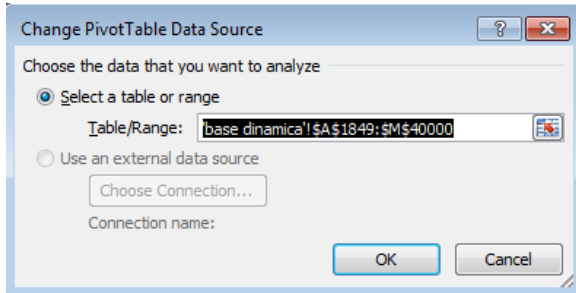 Change PivotTable Data Source
?
Choose the data that you want to analyze
Select a table or range
Table/Range: 'base dinamica'!$A$1849:$M$40000
Use an external data source
Choose Connection...
Connection name:
OK Cancel